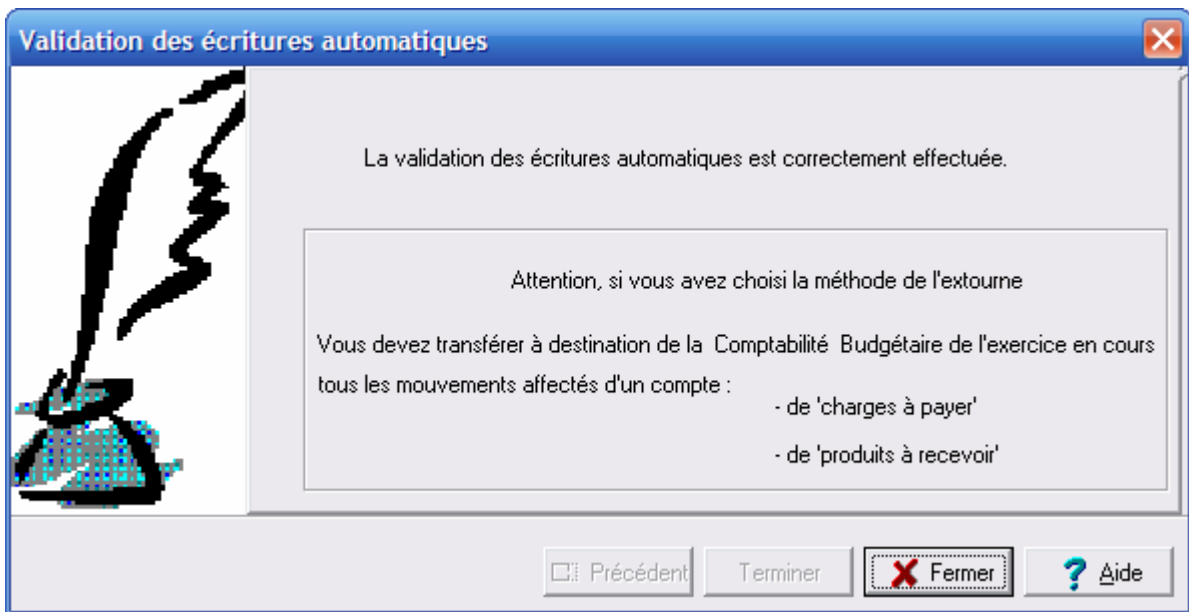 Validation des écritures automatiques
La validation des écritures automatiques est correctement effectuée.
Attention, si vous avez choisi la méthode de l'extourne
Vous devez transférer à destination de la Comptabilité Budgétaire de l'exercice en cours
tous les mouvements affectés d'un compte :
- de 'charges à payer'
- de 'produits à recevoir'
Précédent
Terminer
Fermer
Aide